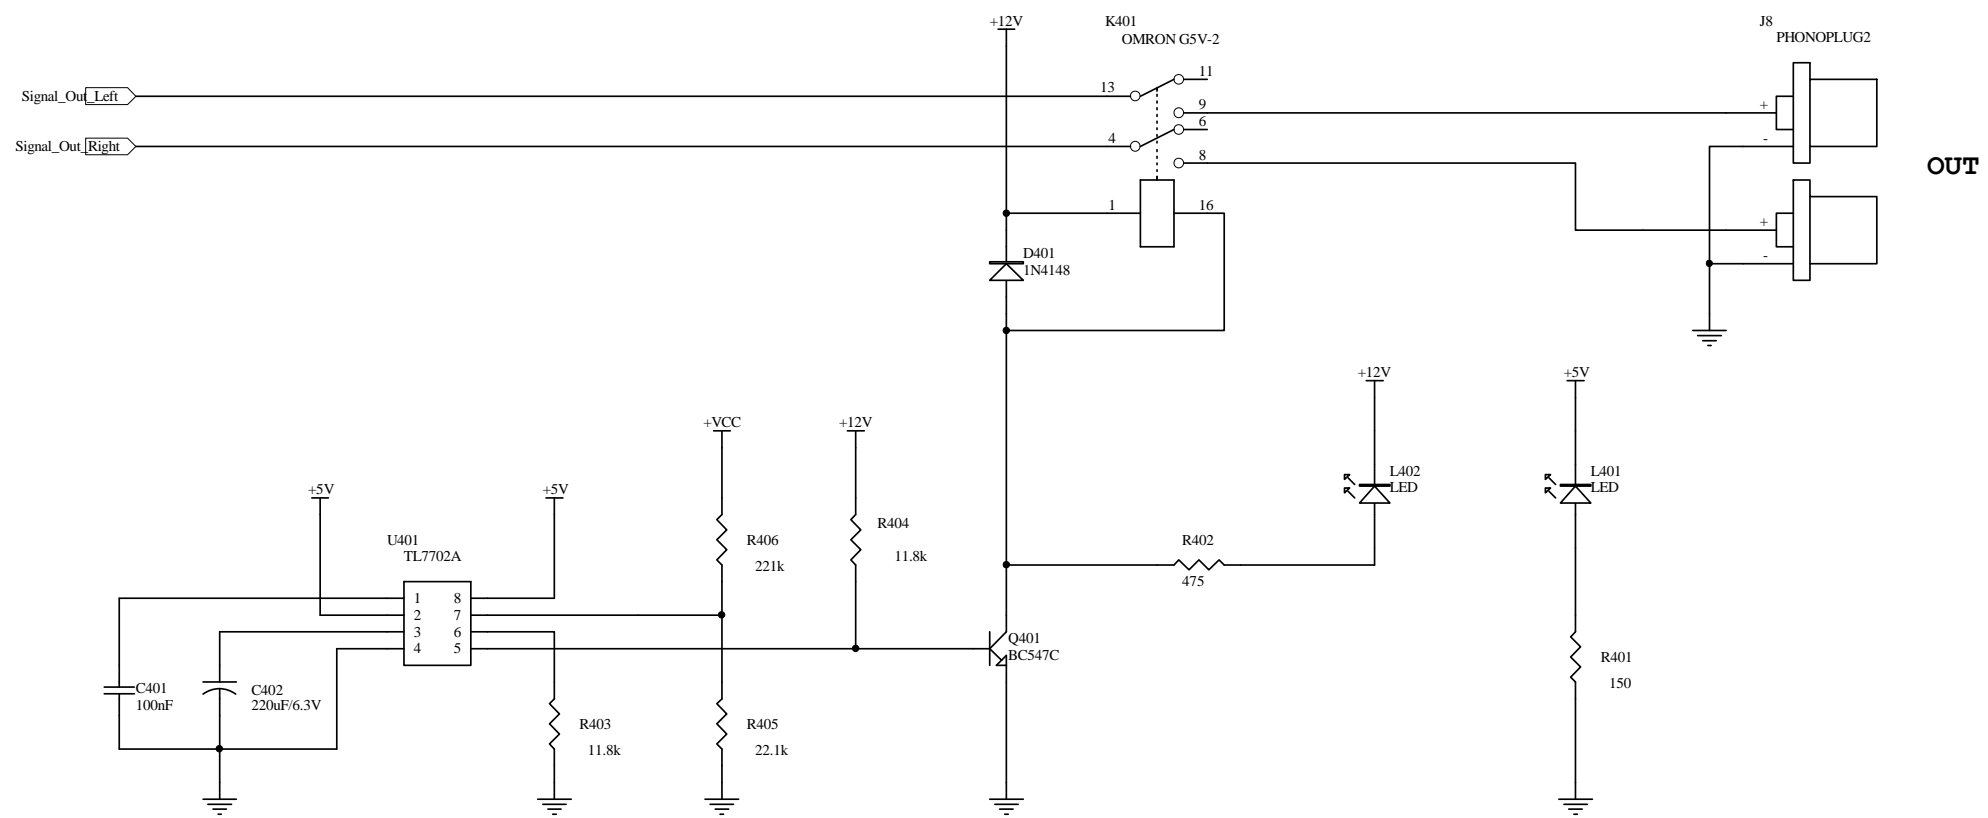 +12V
K401
OMRON G5V-2
J8
PHONOPLUG2
Signal_Out_Left
13
11
9
+
-
Signal_Out_Right
4
6
8
OUT
1
16
+
-
D401
1N4148
+12V
+5V
+VCC
+12V
L402
LED
L401
LED
+5V
+5V
U401
TL7702A
R406
221k
R404
11.8k
R402
475
1
8
2
7
3
6
4
5
Q401
BC547C
R401
150
C401
100nF
C402
220uF/6.3V
R403
11.8k
R405
22.1k